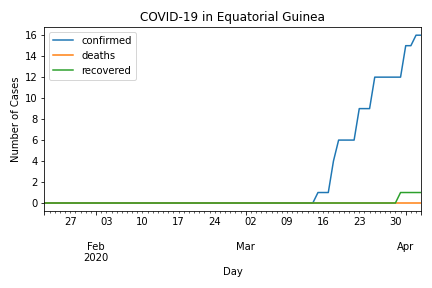 COVID-19 in Equatorial Guinea
confirmed
deaths
recovered
Number of Cases
16
14
12
10
8
6
4
2
0
27 03 10 17 24 02 09 16 23 30
Feb Mar Apr
2020
Day